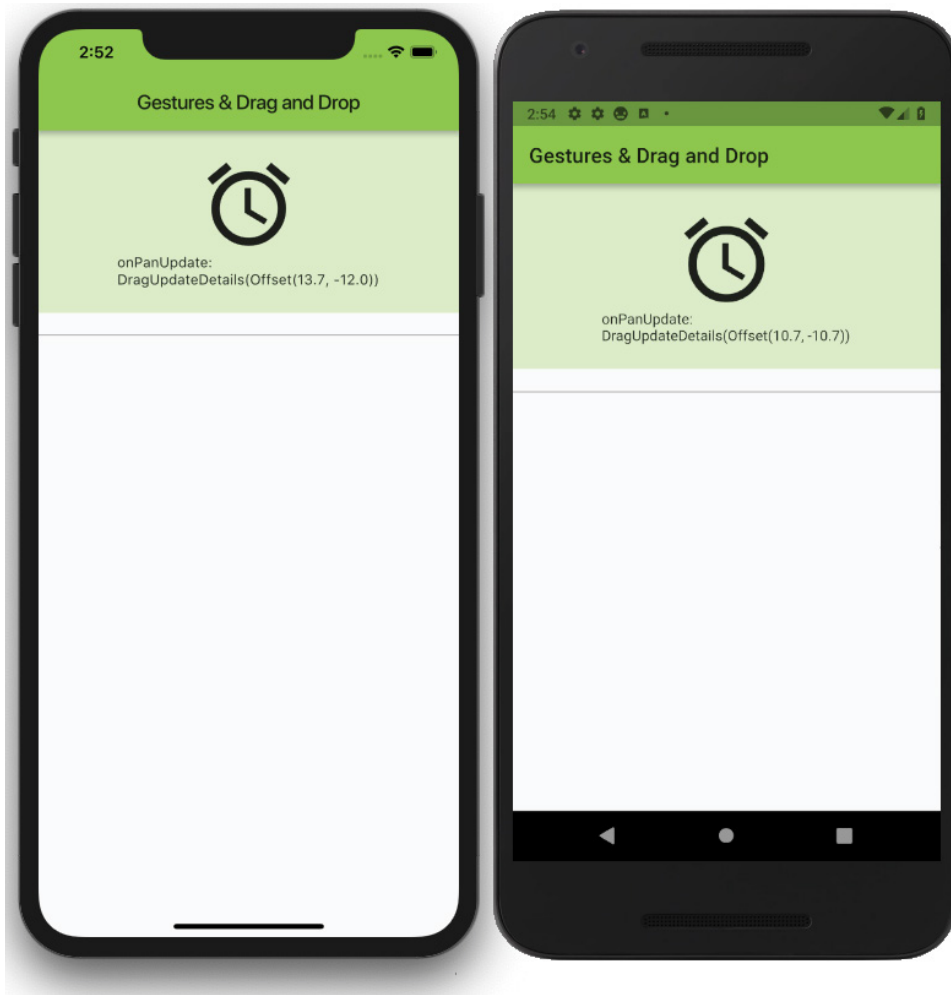 2:52
Gestures & Drag and Drop
onPanUpdate:
DragUpdateDetails(Offset(13.7, -12.0))
2:54
Gestures & Drag and Drop
onPanUpdate:
DragUpdateDetails(Offset(10.7, -10.7))